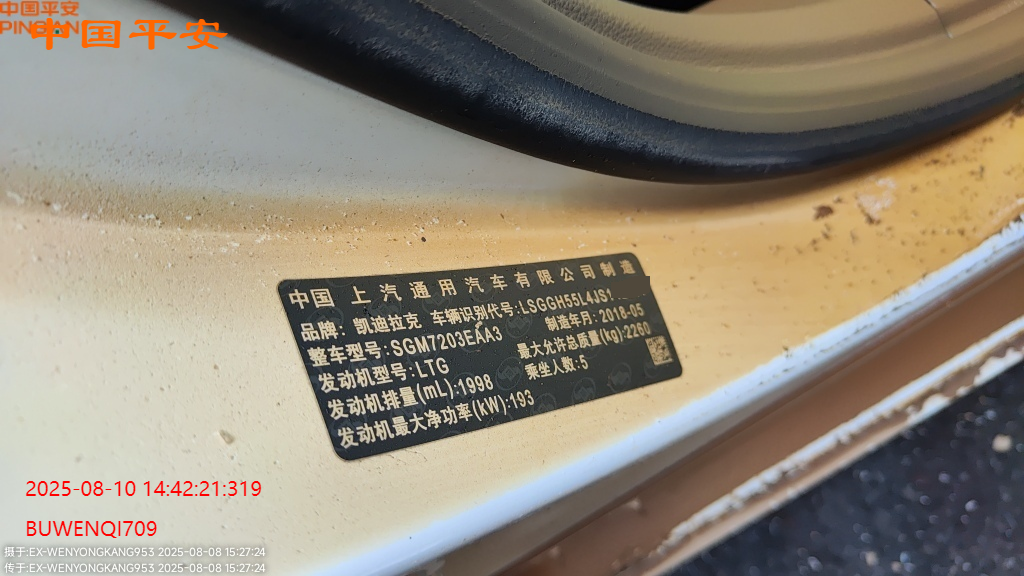 中国平安
PING AN
中国平安
中国 上汽通用汽车有限公司制造
品牌: 凯迪拉克 车辆识别代号:LSGGH55L4JS1
整车型号:SGM7203EAA3 制造年月:2018-05
发动机型号:LTG 最大允许总质量(kg):2260
发动机排量(mL):1998 乘坐人数:5
发动机最大净功率(kW):193
2025-08-10 14:42:21:319
BUWENQI709
摄于:EX-WENYONGKANG953 2025-08-08 15:27:24
传于:EX-WENYONGKANG953 2025-08-08 15:27:24